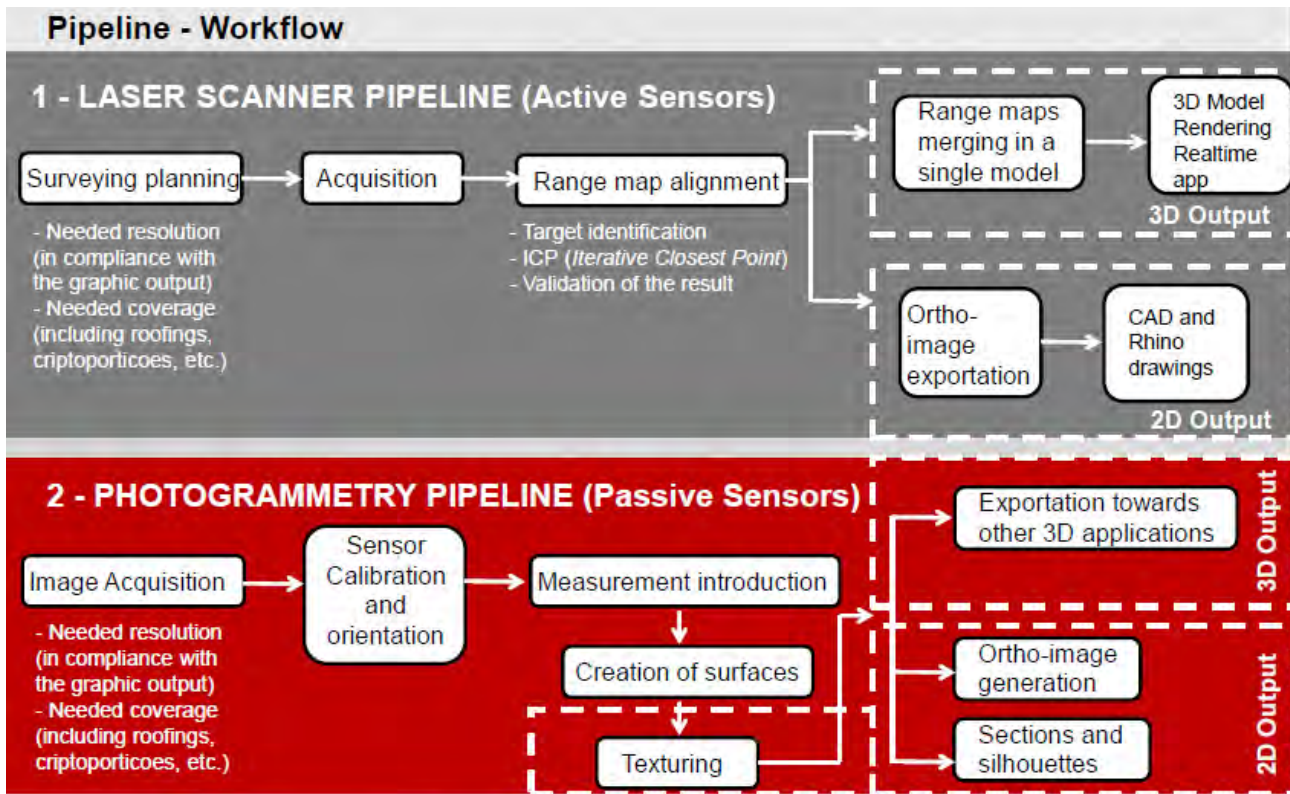 Pipeline - Workflow
1 - LASER SCANNER PIPELINE (Active Sensors)
Surveying planning
- Needed resolution
(in compliance with
the graphic output)
- Needed coverage
(including roofings,
criptoporticoes, etc.)
Acquisition
Range map alignment
- Target identification
- ICP (Iterative Closest Point)
- Validation of the result
Range maps
merging in a
single model
3D Model
Rendering
Realtime
app
3D Output
Ortho-
image
exportation
CAD and
Rhino
drawings
2D Output
2 - PHOTOGRAMMETRY PIPELINE (Passive Sensors)
Image Acquisition
- Needed resolution
(in compliance with
the graphic output)
- Needed coverage
(including roofings,
criptoporticoes, etc.)
Sensor
Calibration
and
orientation
Measurement introduction
Creation of surfaces
Texturing
Exportation towards
other 3D applications
3D Output
Ortho-image
generation
Sections and
silhouettes
2D Output